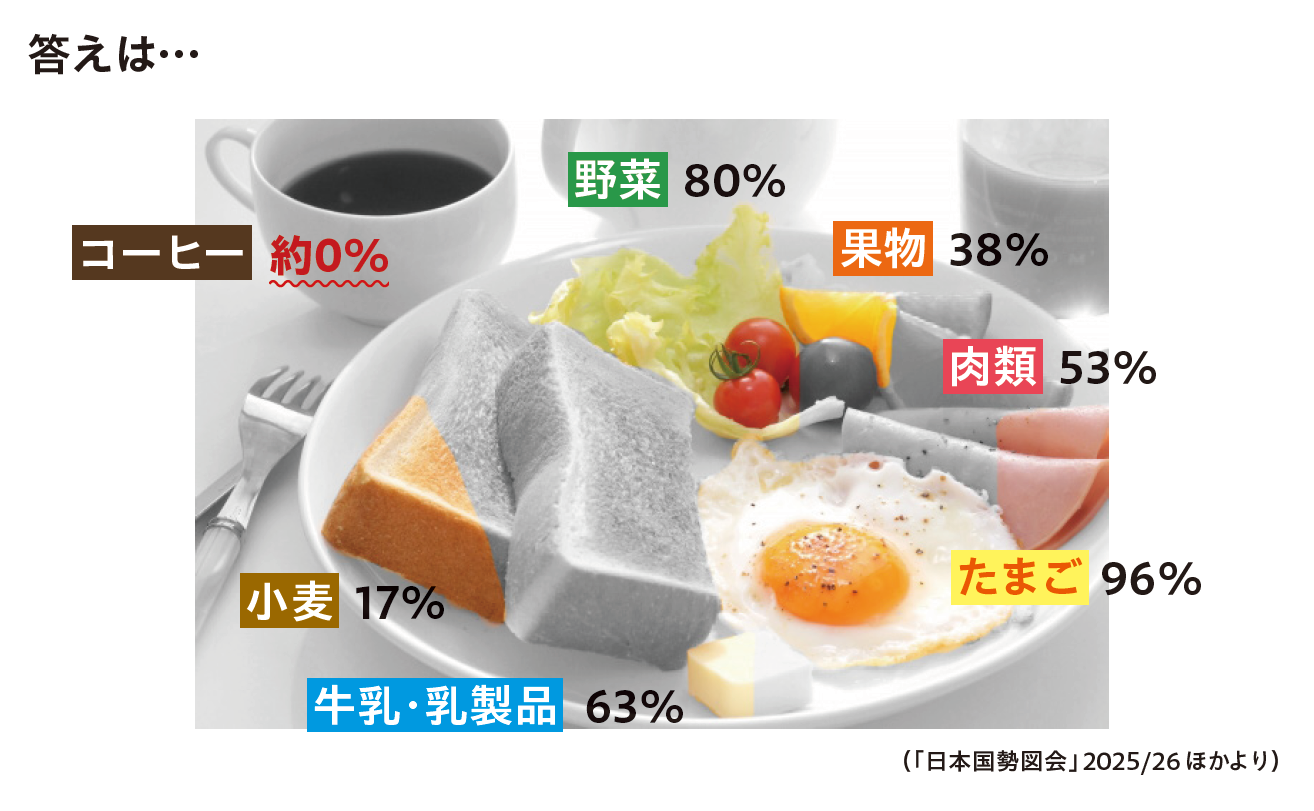 答えは…
野菜 80%
果物 38%
コーヒー 約0%
肉類 53%
たまご 96%
小麦 17%
牛乳・乳製品 63%
(「日本国勢図会」2025/26 ほかより)